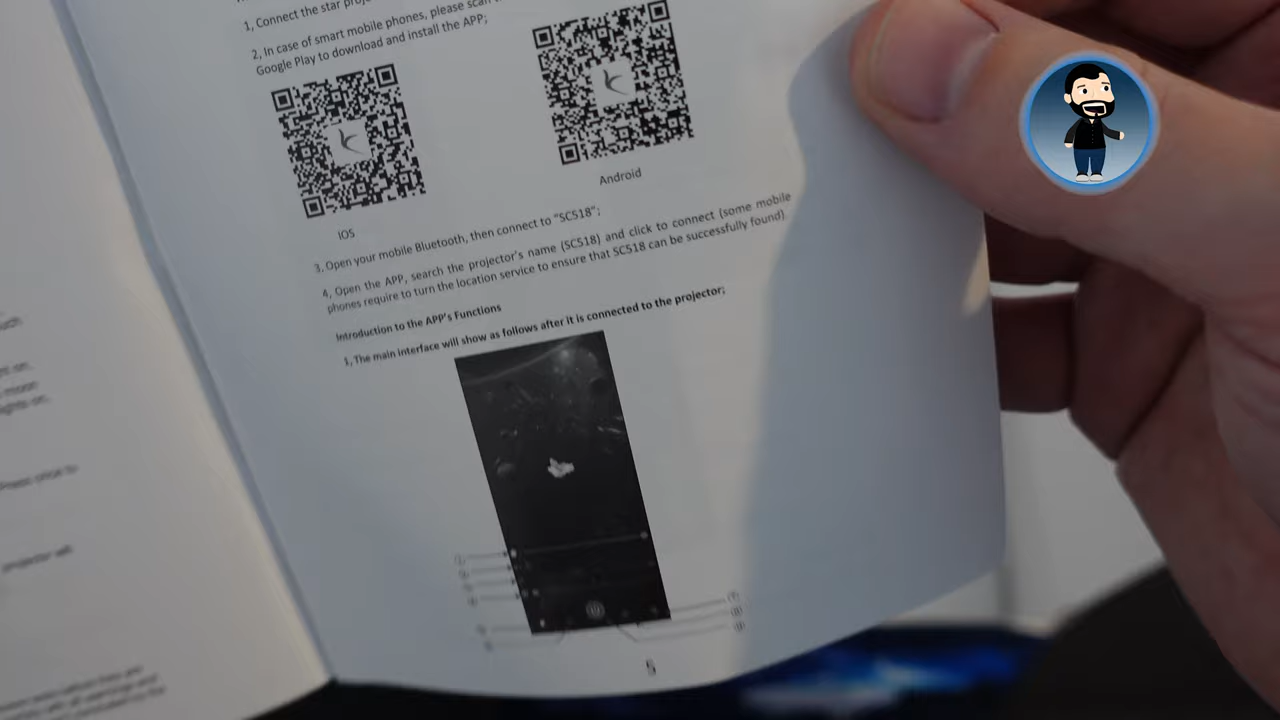 1, Connect the star
2, In case of smart mobile phones, please scan
Google Play to download and install the APP;
IOS
Android
3. Open your mobile Bluetooth, then connect to "SC518";
4, Open the APP, search the projector's name (SC518) and click to connect (some mobile
phones require to turn the location service to ensure that SC518 can be successfully found).
Introduction to the APP's Functions
1, The main interface will show as follows after it is connected to the projector;
5
projector will